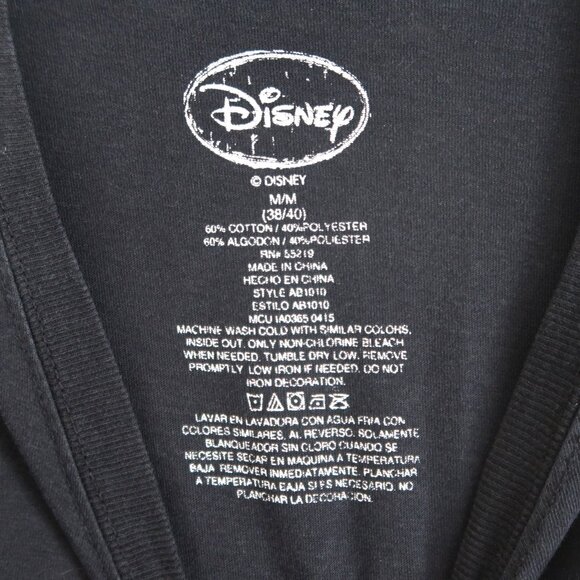 Disney
© DISNEY
M/M
(38/40)
60% COTTON / 40% POLYESTER
60% ALGODON / 40% POLIESTER
RN# 55219
MADE IN CHINA
HECHO EN CHINA
STYLE AB1010
ESTILO AB1010
MCU IA0365 0415
MACHINE WASH COLD WITH SIMILAR COLORS,
INSIDE OUT. ONLY NON-CHLORINE BLEACH
WHEN NEEDED. TUMBLE DRY LOW. REMOVE
PROMPTLY. LOW IRON IF NEEDED. DO NOT
IRON DECORATION.
LAVAR EN LAVADORA CON AGUA FRIA CON
COLORES SIMILARES, AL REVERSO. SOLAMENTE
BLANQUEADOR SIN CLORO CUANDO SE
NECESITE SECAR EN MAQUINA A TEMPERATURA
BAJA. REMOVER INMEDIATAMENTE. PLANCHAR
A TEMPERATURA BAJA SI ES NECESARIO. NO
PLANCHAR LA DECORACION.